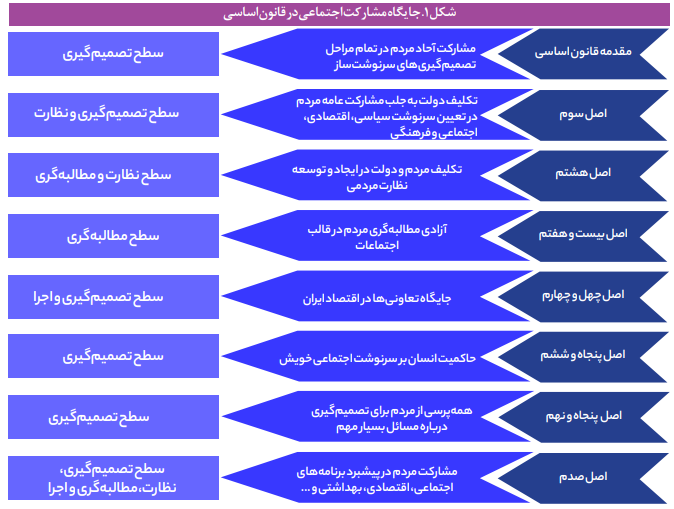 شکل ۱. جایگاه مشارکت اجتماعی در قانون اساسی
مقدمه قانون اساسی
مشارکت آحاد مردم در تمام مراحل
تصمیم‌گیری‌های سرنوشت‌ساز
سطح تصمیم‌گیری
اصل سوم
تکلیف دولت به جلب مشارکت عامه مردم
در تعیین سرنوشت سیاسی، اقتصادی،
اجتماعی و فرهنگی
سطح تصمیم‌گیری و نظارت
اصل هشتم
تکلیف مردم و دولت در ایجاد و توسعه
نظارت مردمی
سطح نظارت و مطالبه‌گری
اصل بیست و هفتم
آزادی مطالبه‌گری مردم در قالب
اجتماعات
سطح مطالبه‌گری
اصل چهل و چهارم
جایگاه تعاونی‌ها در اقتصاد ایران
سطح تصمیم‌گیری و اجرا
اصل پنجاه و ششم
حاکمیت انسان بر سرنوشت اجتماعی خویش
سطح تصمیم‌گیری
اصل پنجاه و نهم
همه‌پرسی از مردم برای تصمیم‌گیری
درباره مسائل بسیار مهم
سطح تصمیم‌گیری
اصل صدم
مشارکت مردم در پیشبرد برنامه‌های
اجتماعی، اقتصادی، بهداشتی و ...
سطح تصمیم‌گیری،
نظارت،مطالبه‌گری و اجرا